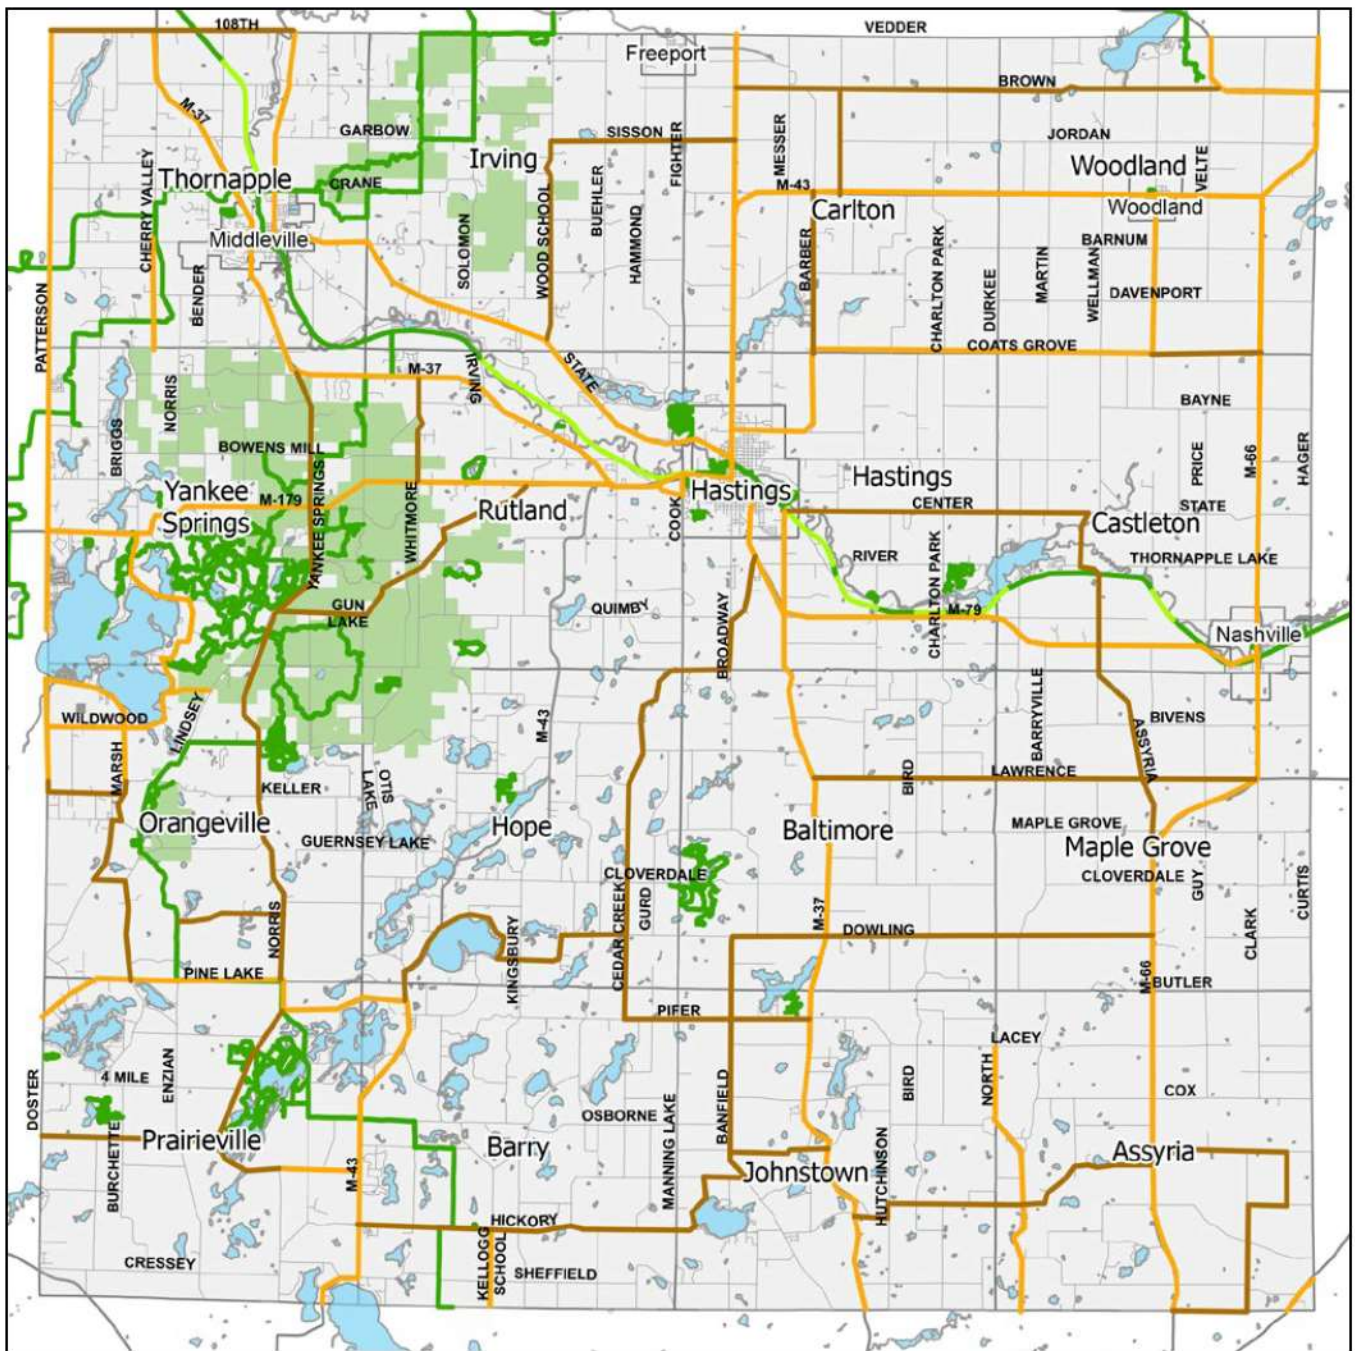 108TH
VEDDER
Freeport
BROWN
M-37
GARBOW
SISSON
FIGHTER
MESSER
JORDAN
Irving
Woodland
VELTE
CHERRY VALLEY
Thornapple
CRANE
WOOD SCHOOL
BUEHLER
M-43
Carlton
Woodland
Middleville
SOLOMON
HAMMOND
BARBER
CHARLTON PARK
MARTIN
WELLMAN
BARNUM
BENDER
DURKEE
DAVENPORT
PATTERSON
COATS GROVE
M-37
IRVING
STATE
NORRIS
BAYNE
BRIGGS
BOWENS MILL
PRICE
M-66
HAGER
Yankee
Springs
M-179
YANKEE SPRINGS
WHITMORE
Rutland
COOK
Hastings
Hastings
CENTER
STATE
Castleton
RIVER
CHARLTON PARK
THORNAPPLE LAKE
GUN
LAKE
QUIMBY
BROADWAY
M-79
Nashville
WILDWOOD
LINDSEY
M-43
BARRYVILLE
BIVENS
ASSYRIA
MARSH
KELLER
OTIS
LAKE
BIRD
LAWRENCE
Orangeville
GUERNSEY LAKE
Hope
Baltimore
MAPLE GROVE
Maple Grove
CLOVERDALE
CLOVERDALE
GUY
CURTIS
NORRIS
KINGSBURY
CEDAR CREEK
GURD
M-37
DOWLING
CLARK
PINE LAKE
M-66
BUTLER
PIFER
LACEY
DOSTER
4 MILE
ENZIAN
OSBORNE
MANNING LAKE
BANFIELD
BIRD
NORTH
COX
Prairieville
Barry
Assyria
BURCHETTE
M-43
Johnstown
HUTCHINSON
HICKORY
CRESSEY
KELLOGG
SCHOOL
SHEFFIELD